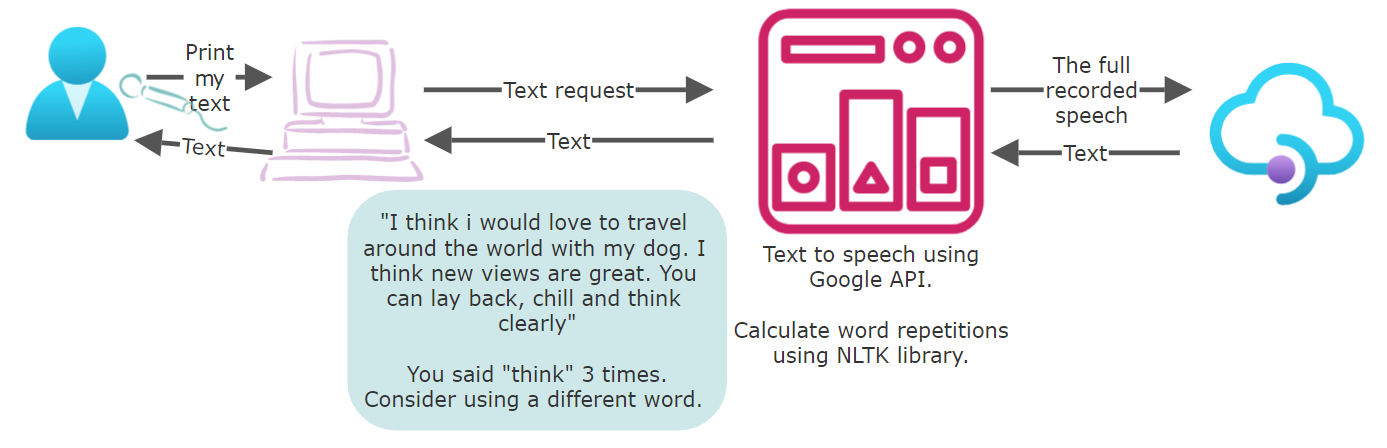 Print
my
text
Text
Text request
Text
The full
recorded
speech
Text
"I think i would love to travel
around the world with my dog. I
think new views are great. You
can lay back, chill and think
clearly"
You said "think" 3 times.
Consider using a different word.
Text to speech using
Google API.
Calculate word repetitions
using NLTK library.